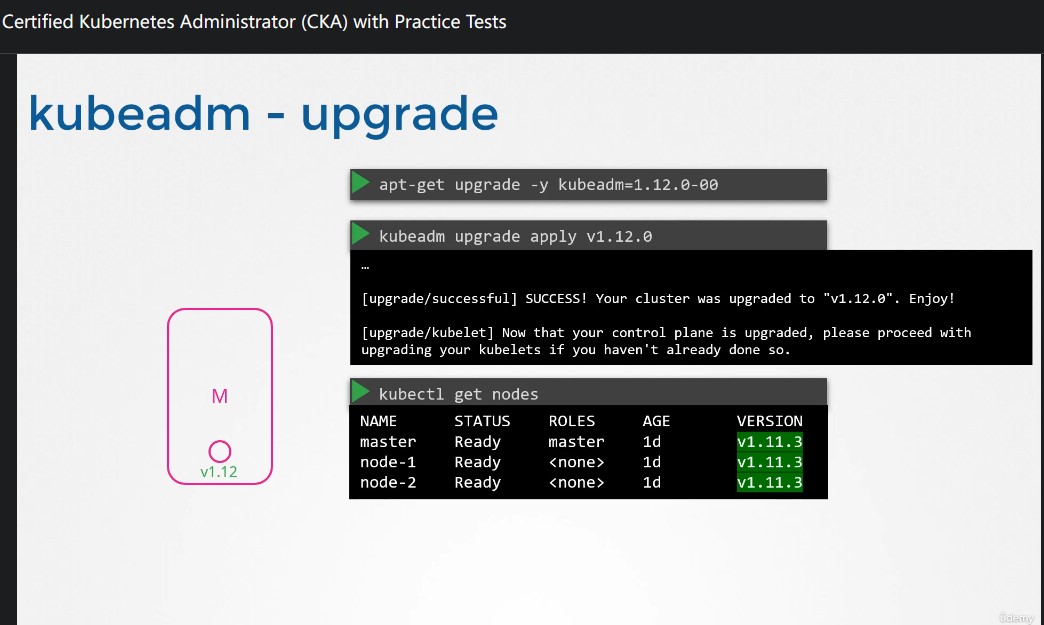 Certified Kubernetes Administrator (CKA) with Practice Tests
kubeadm - upgrade
apt-get upgrade -y kubeadm=1.12.0-00
kubeadm upgrade apply v1.12.0
…
[upgrade/successful] SUCCESS! Your cluster was upgraded to "v1.12.0". Enjoy!
[upgrade/kubelet] Now that your control plane is upgraded, please proceed with
upgrading your kubelets if you haven't already done so.
kubectl get nodes
NAME STATUS ROLES AGE VERSION
master Ready master 1d v1.11.3
node-1 Ready <none> 1d v1.11.3
node-2 Ready <none> 1d v1.11.3
M
v1.12
ûdemy